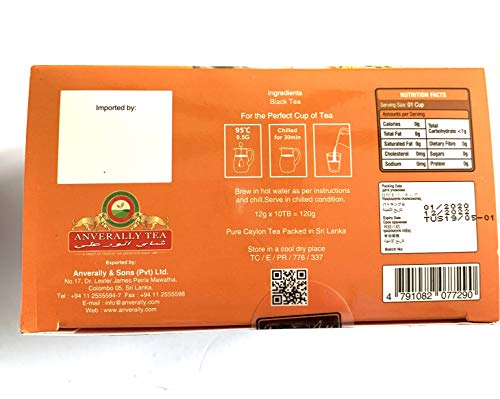 Imported by:
ANVERALLY TEA
Exported by:
Anverally & Sons (Pvt) Ltd.
No.17, Dr. Lester James Peiris Mawatha,
Colombo 05, Sri Lanka.
Tel : +94 11 2555594-7 Fax : +94 11 2555598
E-mail : info@anverally.com
Web : www.anverally.com
Ingredients
Black Tea
For the Perfect Cup of Tea
95℃
0.5G
Chilled
for 30min
Brew in hot water as per instructions
and chill.Serve in chilled condition.
12g x 10TB = 120g
Pure Ceylon Tea Packed in Sri Lanka
Store in a cool dry place
TC / E / PR / 776 / 337
NUTRITION FACTS
Serving Size: 01 Cup
Amounts per Serving
Calories 0g
Total Carbohydrate <1g
Total Fat 0g
Saturated Fat 0g
Dietary Fibre 0g
Cholesterol 0mg
Sugars 0g
Sodium 0mg
Protein 0g
Packing Date
01/2020
Expiry Date
Batch No
4 791082 077290